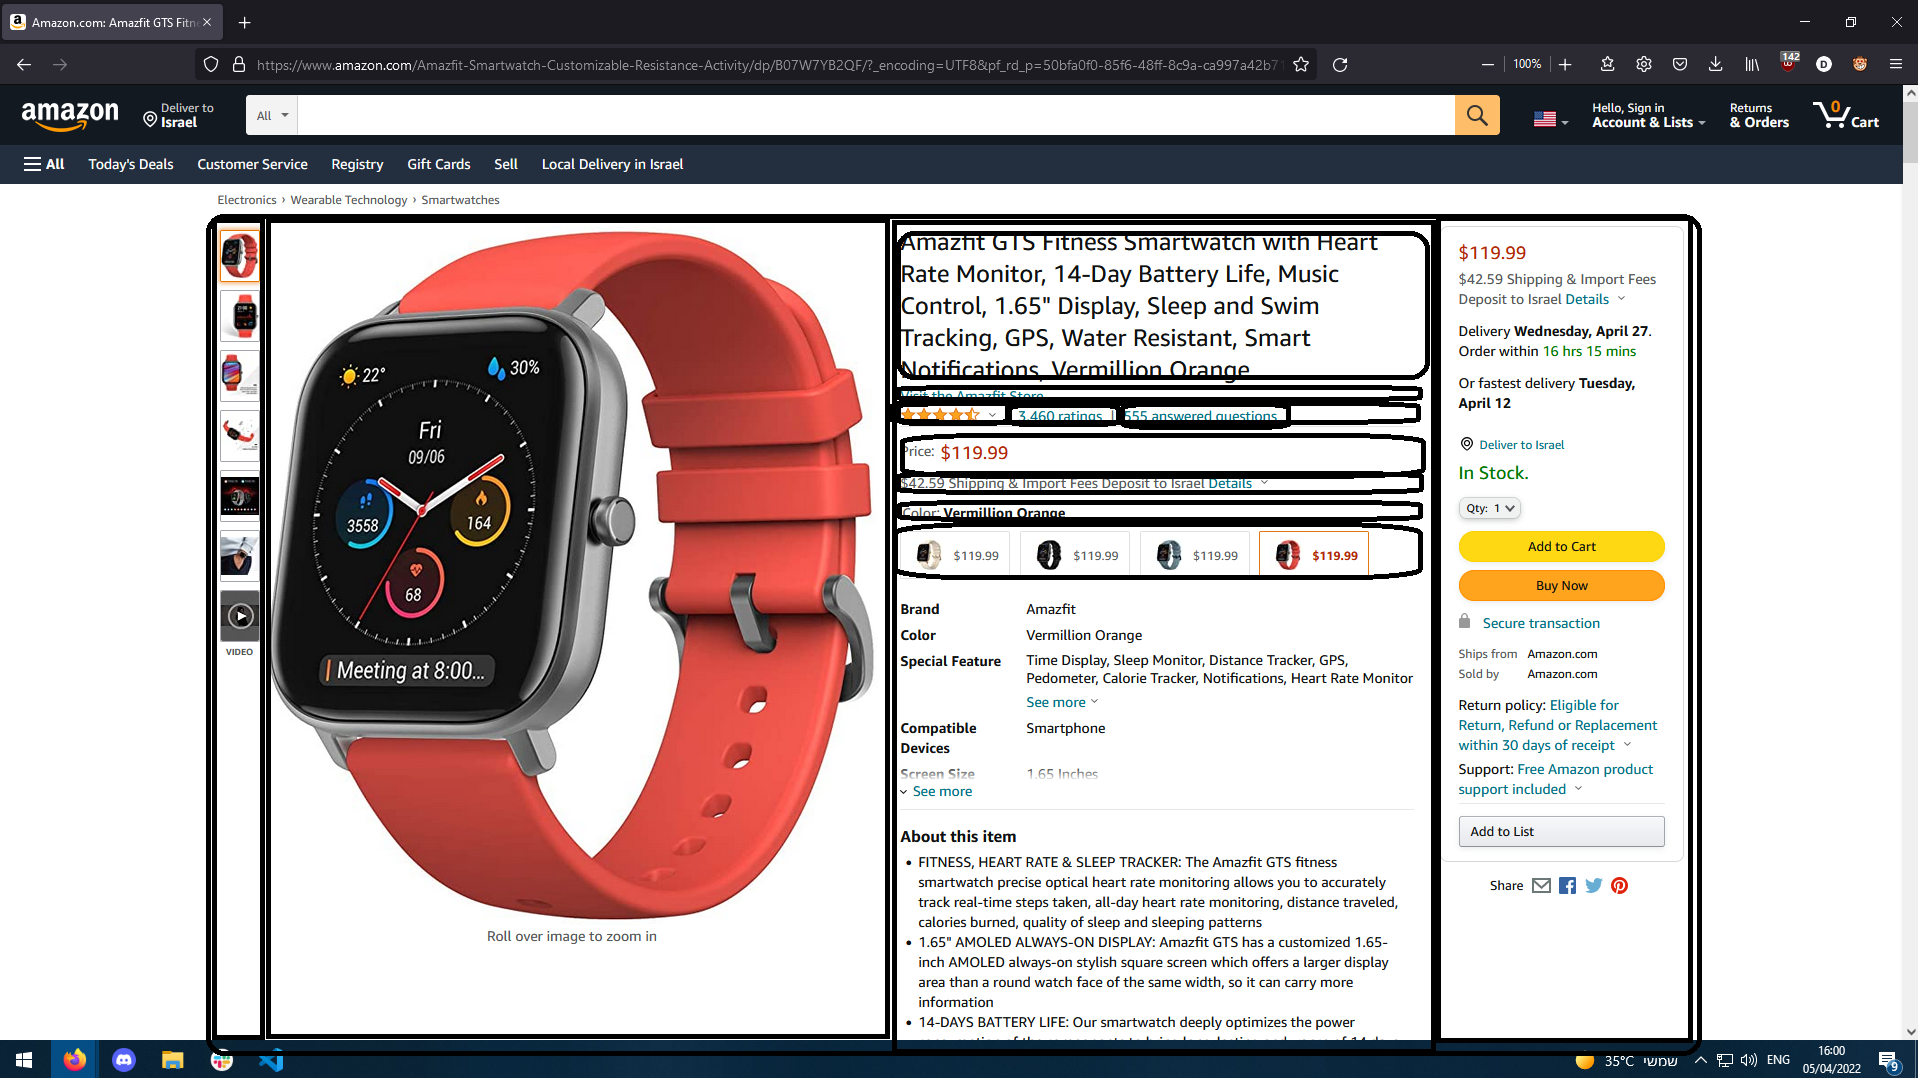 Amazon.com: Amazfit GTS Fitne
https://www.amazon.com/Amazfit-Smartwatch-Customizable-Resistance-Activity/dp/B07W7YB2QF/?_encoding=UTF8&pf_rd_p=50bfa0f0-85f6-48ff-8c9a-ca997a42b71
100%
142
D
amazon
Deliver to
Israel
All
Hello, Sign in
Account & Lists
Returns
& Orders
0
Cart
All
Today's Deals
Customer Service
Registry
Gift Cards
Sell
Local Delivery in Israel
Electronics › Wearable Technology › Smartwatches
VIDEO
22°
30%
Fri
09/06
3558
164
68
Meeting at 8:00...
Roll over image to zoom in
Amazfit GTS Fitness Smartwatch with Heart
Rate Monitor, 14-Day Battery Life, Music
Control, 1.65" Display, Sleep and Swim
Tracking, GPS, Water Resistant, Smart
Notifications, Vermillion Orange
Visit the Amazfit Store
3,460 ratings | 555 answered questions
Price: $119.99
$42.59 Shipping & Import Fees Deposit to Israel Details
Color: Vermillion Orange
$119.99
$119.99
$119.99
$119.99
Brand Amazfit
Color Vermillion Orange
Special Feature Time Display, Sleep Monitor, Distance Tracker, GPS,
Pedometer, Calorie Tracker, Notifications, Heart Rate Monitor
See more
Compatible Smartphone
Devices
Screen Size 1.65 Inches
See more
About this item
• FITNESS, HEART RATE & SLEEP TRACKER: The Amazfit GTS fitness
smartwatch precise optical heart rate monitoring allows you to accurately
track real-time steps taken, all-day heart rate monitoring, distance traveled,
calories burned, quality of sleep and sleeping patterns
• 1.65" AMOLED ALWAYS-ON DISPLAY: Amazfit GTS has a customized 1.65-
inch AMOLED always-on stylish square screen which offers a larger display
area than a round watch face of the same width, so it can carry more
information
• 14-DAYS BATTERY LIFE: Our smartwatch deeply optimizes the power
$119.99
$42.59 Shipping & Import Fees
Deposit to Israel Details
Delivery Wednesday, April 27.
Order within 16 hrs 15 mins
Or fastest delivery Tuesday,
April 12
Deliver to Israel
In Stock.
Qty: 1
Add to Cart
Buy Now
Secure transaction
Ships from Amazon.com
Sold by Amazon.com
Return policy: Eligible for
Return, Refund or Replacement
within 30 days of receipt
Support: Free Amazon product
support included
Add to List
Share
35°C שמשי
ENG
16:00
05/04/2022
9